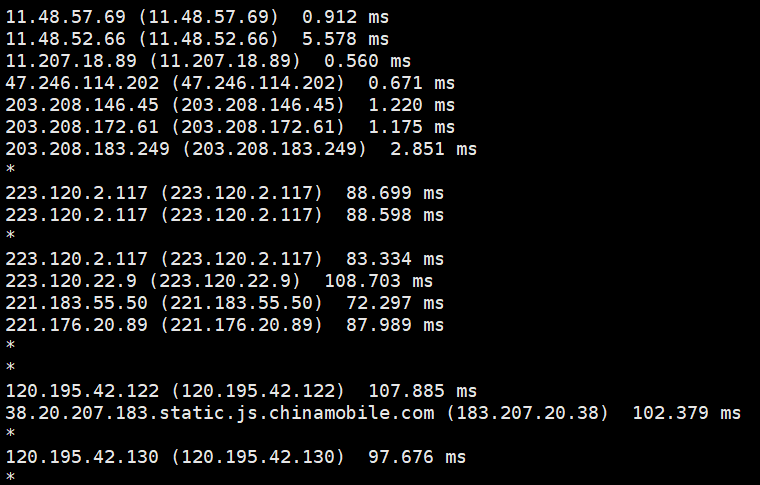 11.48.57.69 (11.48.57.69)  0.912 ms
11.48.52.66 (11.48.52.66)  5.578 ms
11.207.18.89 (11.207.18.89)  0.560 ms
47.246.114.202 (47.246.114.202)  0.671 ms
203.208.146.45 (203.208.146.45)  1.220 ms
203.208.172.61 (203.208.172.61)  1.175 ms
203.208.183.249 (203.208.183.249)  2.851 ms
*
223.120.2.117 (223.120.2.117)  88.699 ms
223.120.2.117 (223.120.2.117)  88.598 ms
*
223.120.2.117 (223.120.2.117)  83.334 ms
223.120.22.9 (223.120.22.9)  108.703 ms
221.183.55.50 (221.183.55.50)  72.297 ms
221.176.20.89 (221.176.20.89)  87.989 ms
*
*
120.195.42.122 (120.195.42.122)  107.885 ms
38.20.207.183.static.js.chinamobile.com (183.207.20.38)  102.379 ms
*
120.195.42.130 (120.195.42.130)  97.676 ms
*